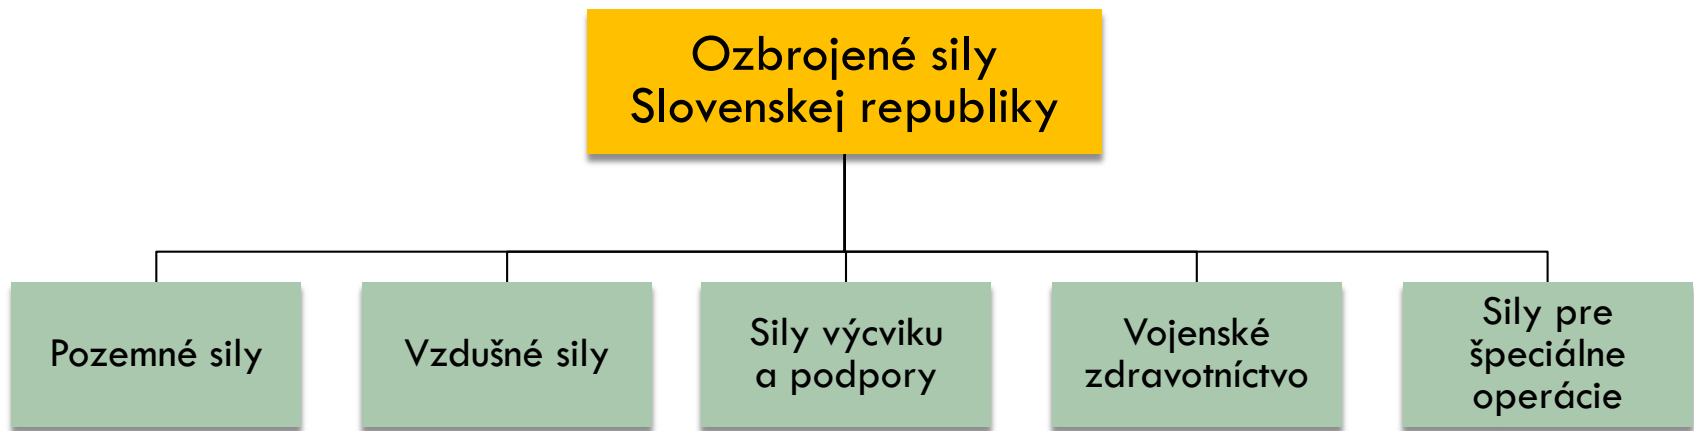 Ozbrojené sily
Slovenskej republiky
Pozemné sily
Vzdušné sily
Sily výcviku
a podpory
Vojenské
zdravotníctvo
Sily pre
špeciálne
operácie